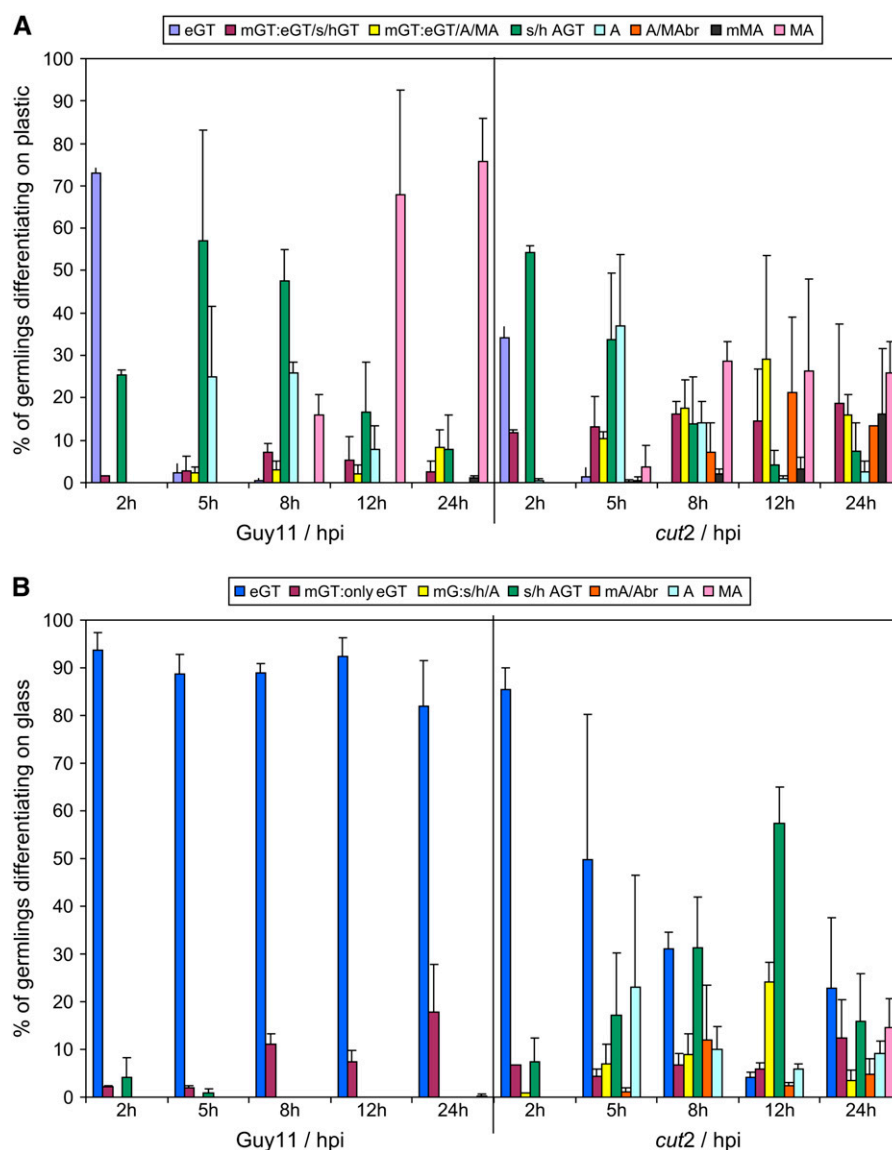 A
eGT mGT:eGT/s/hGT mGT:eGT/A/MA s/h AGT A A/MAbr mMA MA
% of germlings differentiating on plastic
100
90
80
70
60
50
40
30
20
10
0
2h 5h 8h 12h 24h 2h 5h 8h 12h 24h
Guy11 / hpi cut2 / hpi
B
eGT mGT:only eGT mG:s/h/A s/h AGT mA/Abr A MA
% of germlings differentiating on glass
100
90
80
70
60
50
40
30
20
10
0
2h 5h 8h 12h 24h 2h 5h 8h 12h 24h
Guy11 / hpi cut2 / hpi